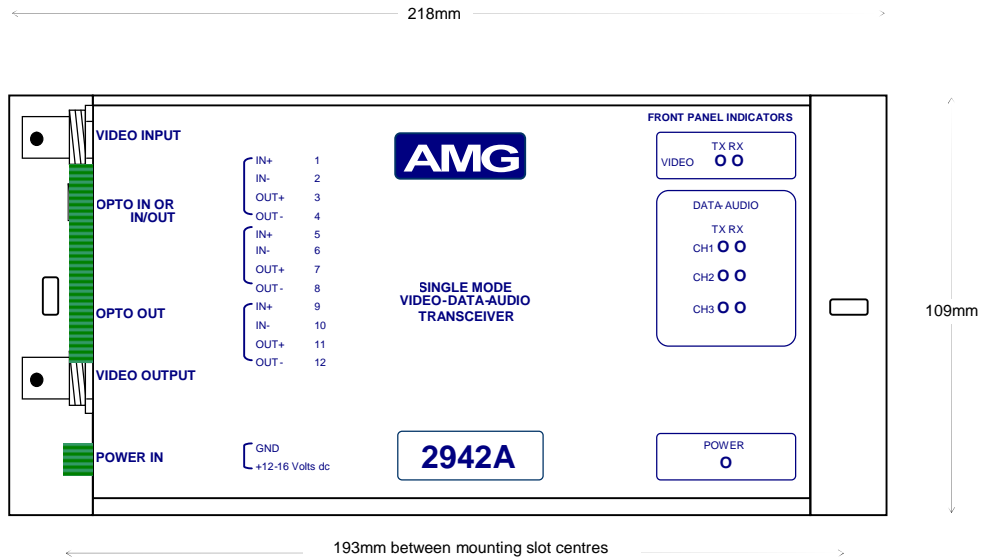 218mm
FRONT PANEL INDICATORS
VIDEO INPUT
AMG
TX RX
VIDEO O O
IN+ 1
IN- 2
OUT+ 3
OUT- 4
OPTO IN OR
IN/OUT
DATA-AUDIO
TX RX
CH1 O O
CH2 O O
CH3 O O
IN+ 5
IN- 6
OUT+ 7
OUT- 8
SINGLE MODE
VIDEO-DATA-AUDIO
TRANSCEIVER
OPTO OUT
IN+ 9
IN- 10
OUT+ 11
OUT- 12
109mm
VIDEO OUTPUT
POWER IN
GND
+12-16 Volts dc
2942A
POWER
O
193mm between mounting slot centres